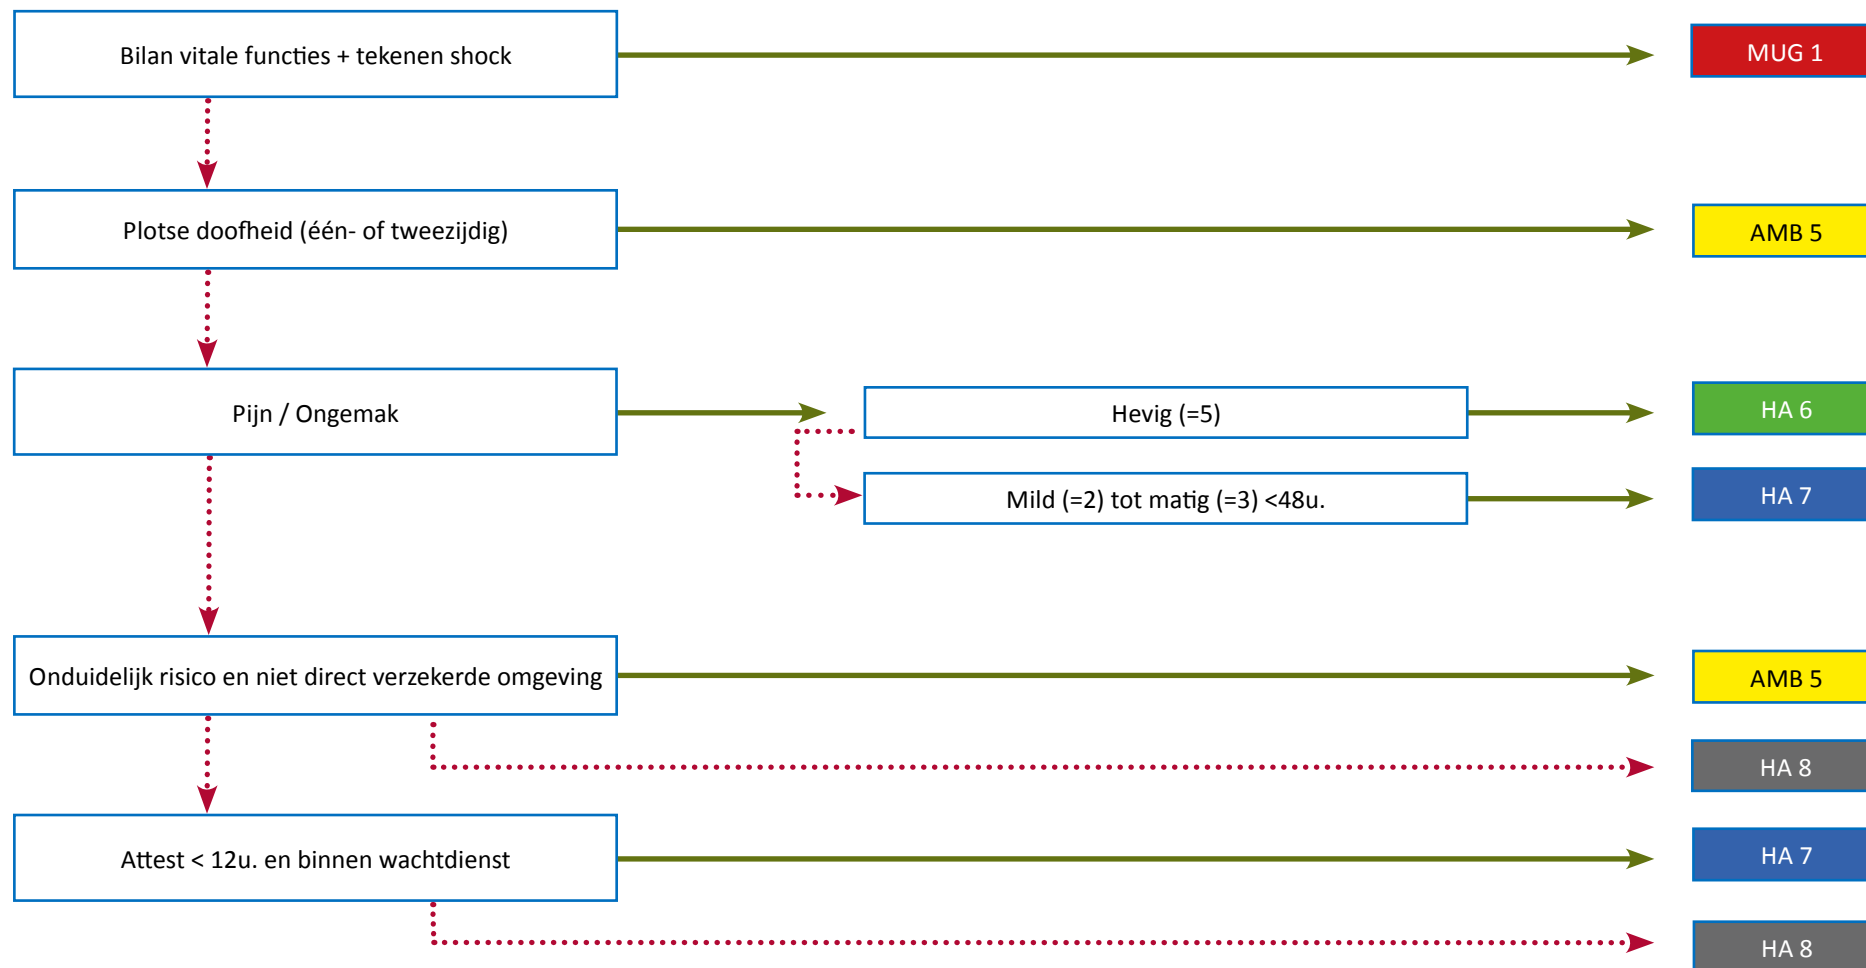 Bilan vitale functies + tekenen shock
MUG 1
Plotse doofheid (één- of tweezijdig)
AMB 5
Pijn / Ongemak
Hevig (=5)
HA 6
Mild (=2) tot matig (=3) <48u.
HA 7
Onduidelijk risico en niet direct verzekerde omgeving
AMB 5
HA 8
Attest < 12u. en binnen wachtdienst
HA 7
HA 8